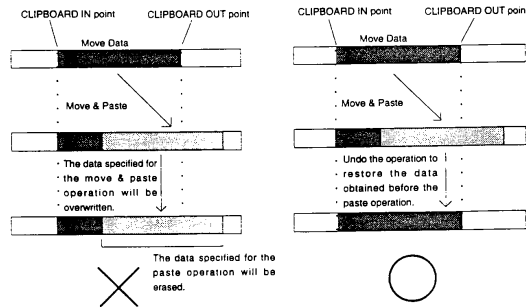 CLIPBOARD IN point
CLIPBOARD OUT point
Move Data
Move & Paste
The data specified for
the move & paste
operation will be
overwritten.
The data specified for the
paste operation will be
erased.
CLIPBOARD IN point
CLIPBOARD OUT point
Move Data
Move & Paste
Undo the operation to
restore the data
obtained before the
paste operation.